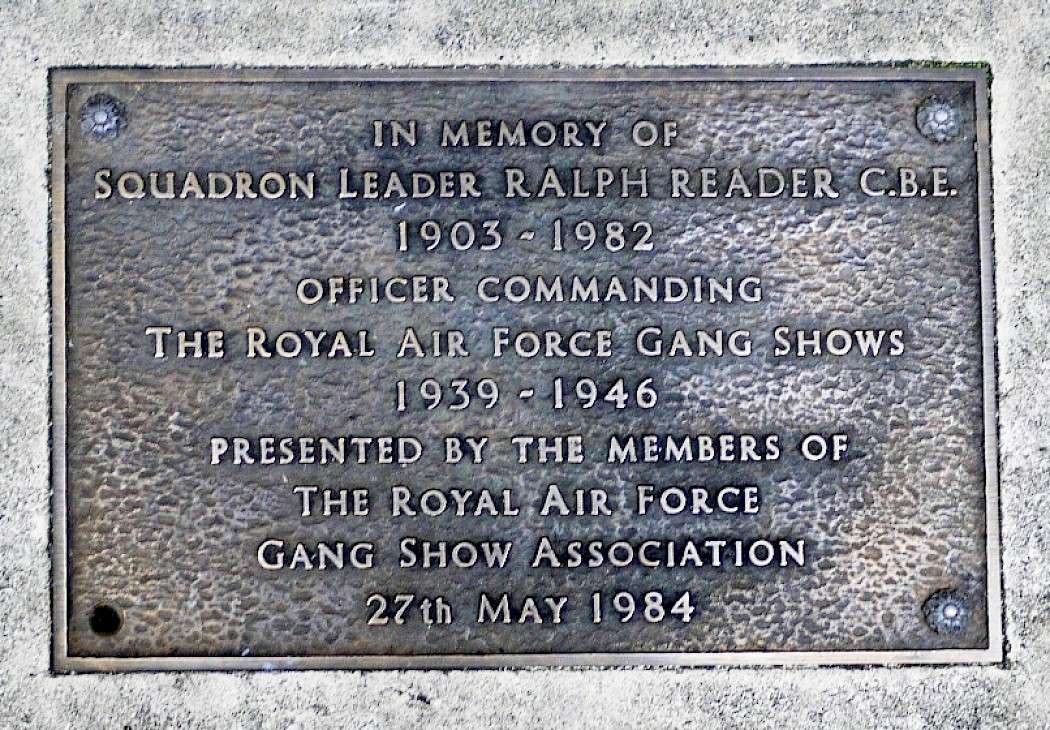 IN MEMORY OF
SQUADRON LEADER RALPH READER C.B.E.
1903 - 1982
OFFICER COMMANDING
THE ROYAL AIR FORCE GANG SHOWS
1939 - 1946
PRESENTED BY THE MEMBERS OF
THE ROYAL AIR FORCE
GANG SHOW ASSOCIATION
27th MAY 1984